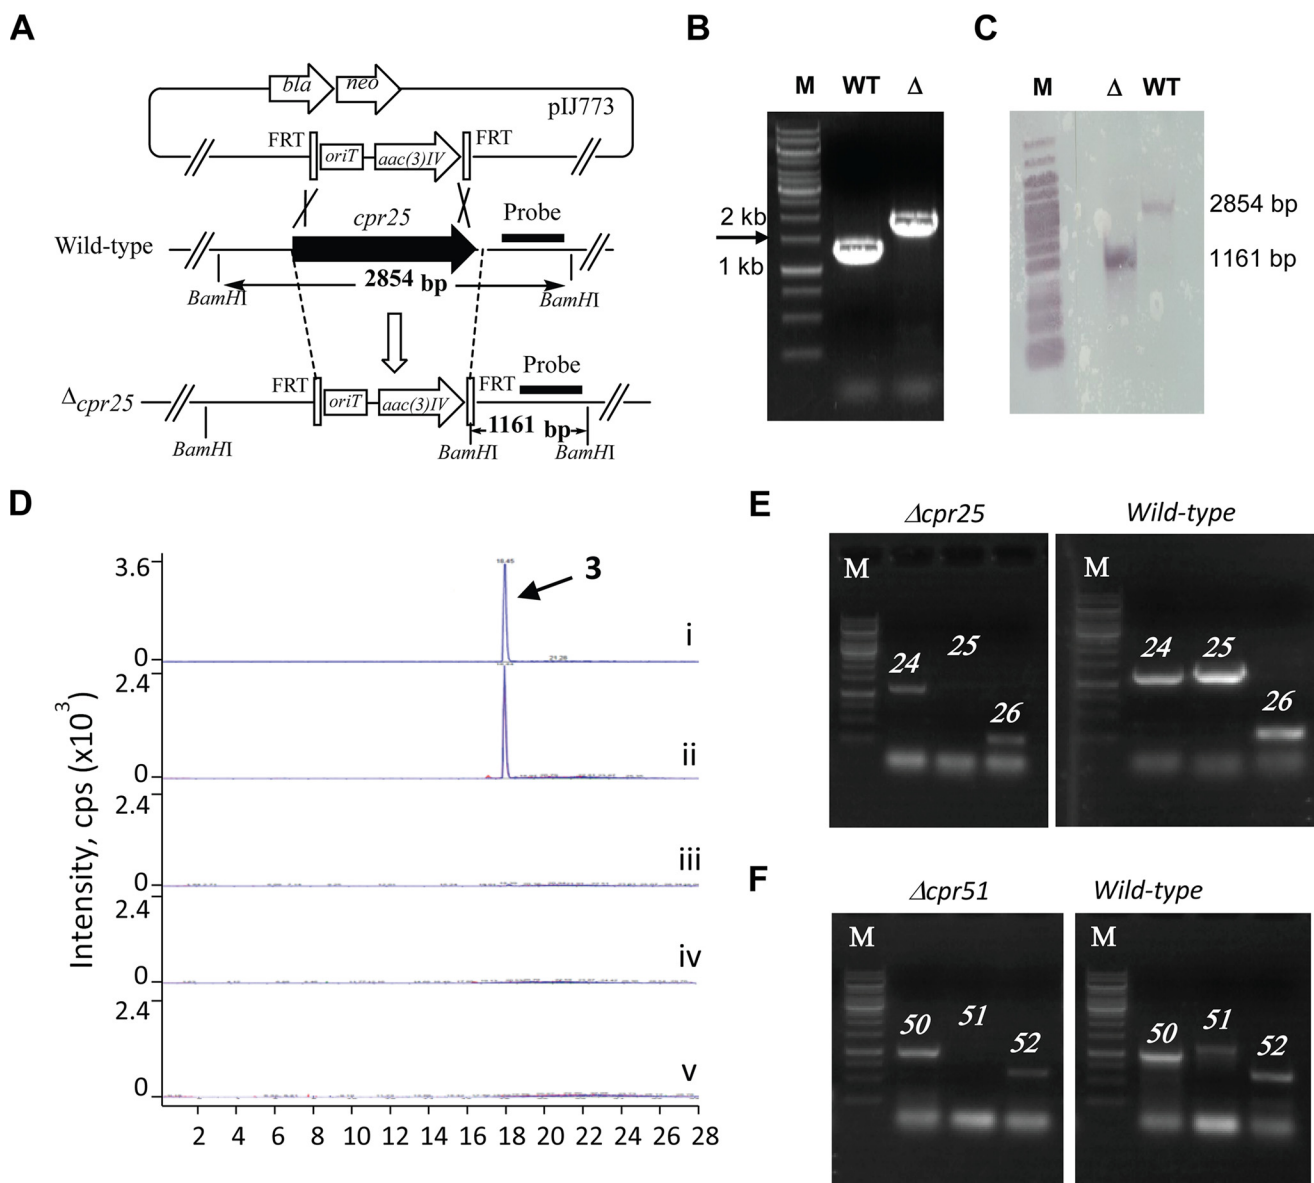 A
bla
neo
pIJ773
FRT
oriT
aac(3)IV
FRT
cpr25
Probe
Wild-type
2854 bp
BamHI
BamHI
Probe
FRT
oriT
aac(3)IV
FRT
Δcpr25
1161 bp
BamHI
BamHI
BamHI
B
M WT Δ
2 kb
1 kb
C
M Δ WT
2854 bp
1161 bp
D
Intensity, cps (x10³)
3.6
18.45
3
21.26
i
0
2.4
ii
0
2.4
iii
0
2.4
iv
0
2.4
v
0
2 4 6 8 10 12 14 16 18 20 22 24 26 28
E
Δcpr25 Wild-type
M 24 25 26
M 24 25 26
F
Δcpr51 Wild-type
M 50 51 52
M 50 51 52